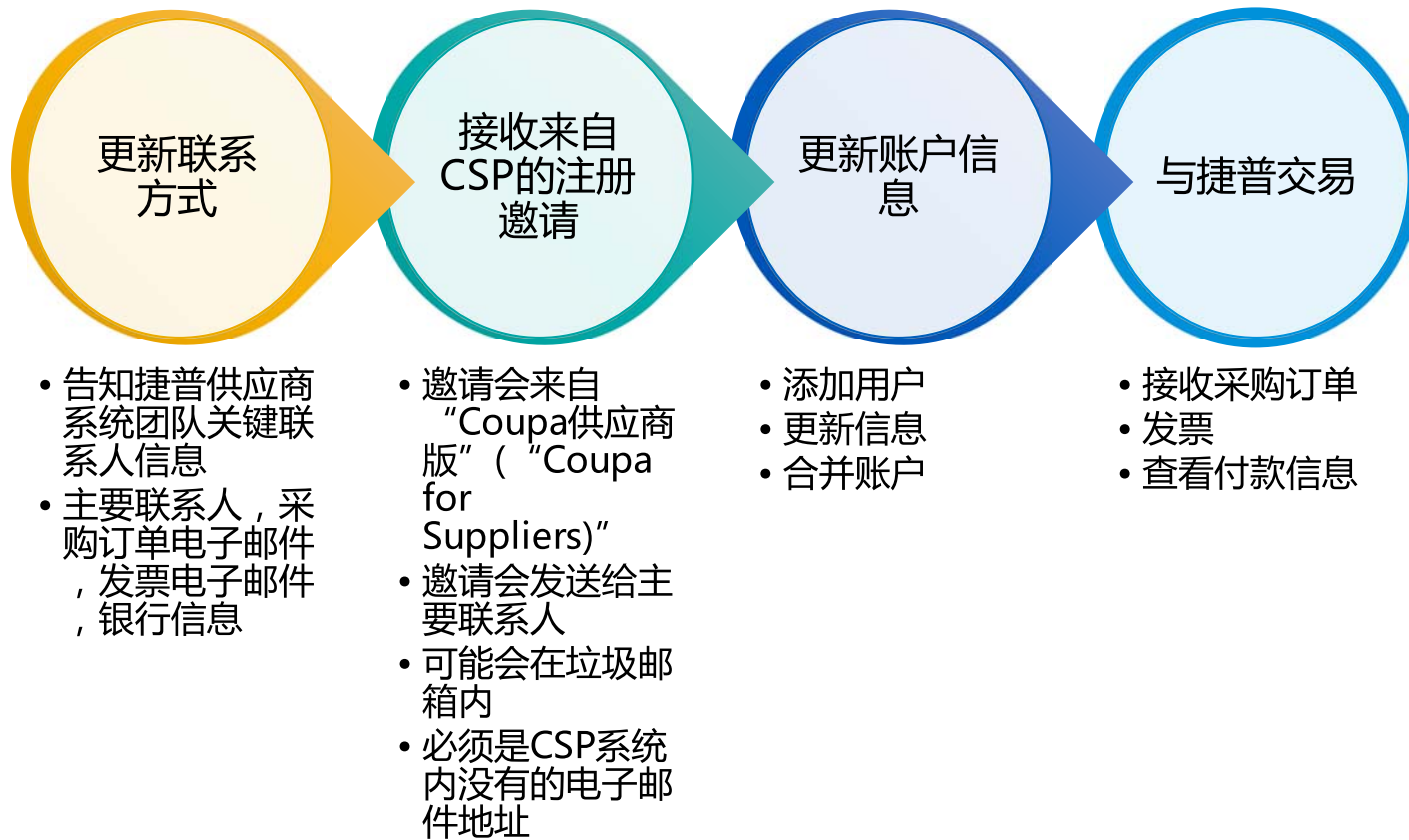 更新联系
方式
接收来自
CSP的注册
邀请
更新账户信
息
与捷普交易
• 告知捷普供应商
系统团队关键联
系人信息
• 主要联系人，采
购订单电子邮件
，发票电子邮件
，银行信息
• 邀请会来自
“Coupa供应商
版”(“Coupa
for
Suppliers)”
• 邀请会发送给主
要联系人
• 可能会在垃圾邮
箱内
• 必须是CSP系统
内没有的电子邮
件地址
• 添加用户
• 更新信息
• 合并账户
• 接收采购订单
• 发票
• 查看付款信息